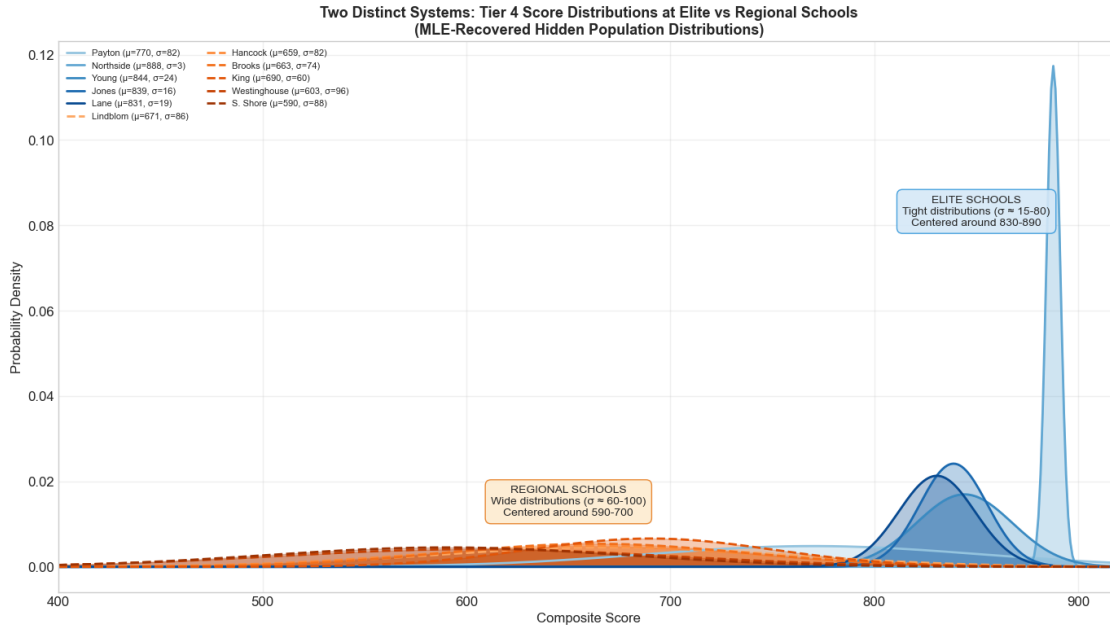 Two Distinct Systems: Tier 4 Score Distributions at Elite vs Regional Schools
(MLE-Recovered Hidden Population Distributions)
Payton (μ=770, σ=82)
Northside (μ=888, σ=3)
Young (μ=844, σ=24)
Jones (μ=839, σ=16)
Lane (μ=831, σ=19)
Lindblom (μ=671, σ=86)
Hancock (μ=659, σ=82)
Brooks (μ=663, σ=74)
King (μ=690, σ=60)
Westinghouse (μ=603, σ=96)
S. Shore (μ=590, σ=88)
ELITE SCHOOLS
Tight distributions (σ ≈ 15-80)
Centered around 830-890
REGIONAL SCHOOLS
Wide distributions (σ ≈ 60-100)
Centered around 590-700
Probability Density
0.12
0.10
0.08
0.06
0.04
0.02
0.00
400
500
600
700
800
900
Composite Score